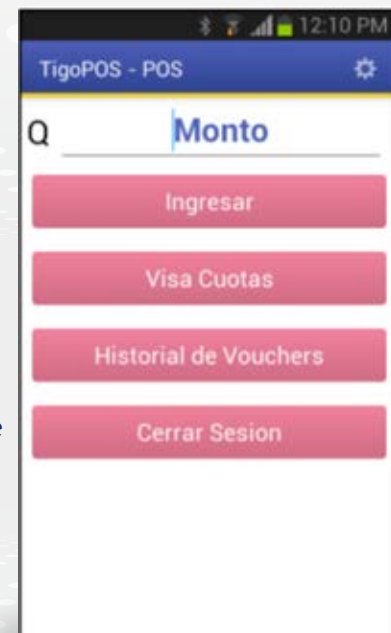 12:10 PM
TigoPOS - POS
Q Monto
Ingresar
Visa Cuotas
Historial de Vouchers
e
Cerrar Sesion